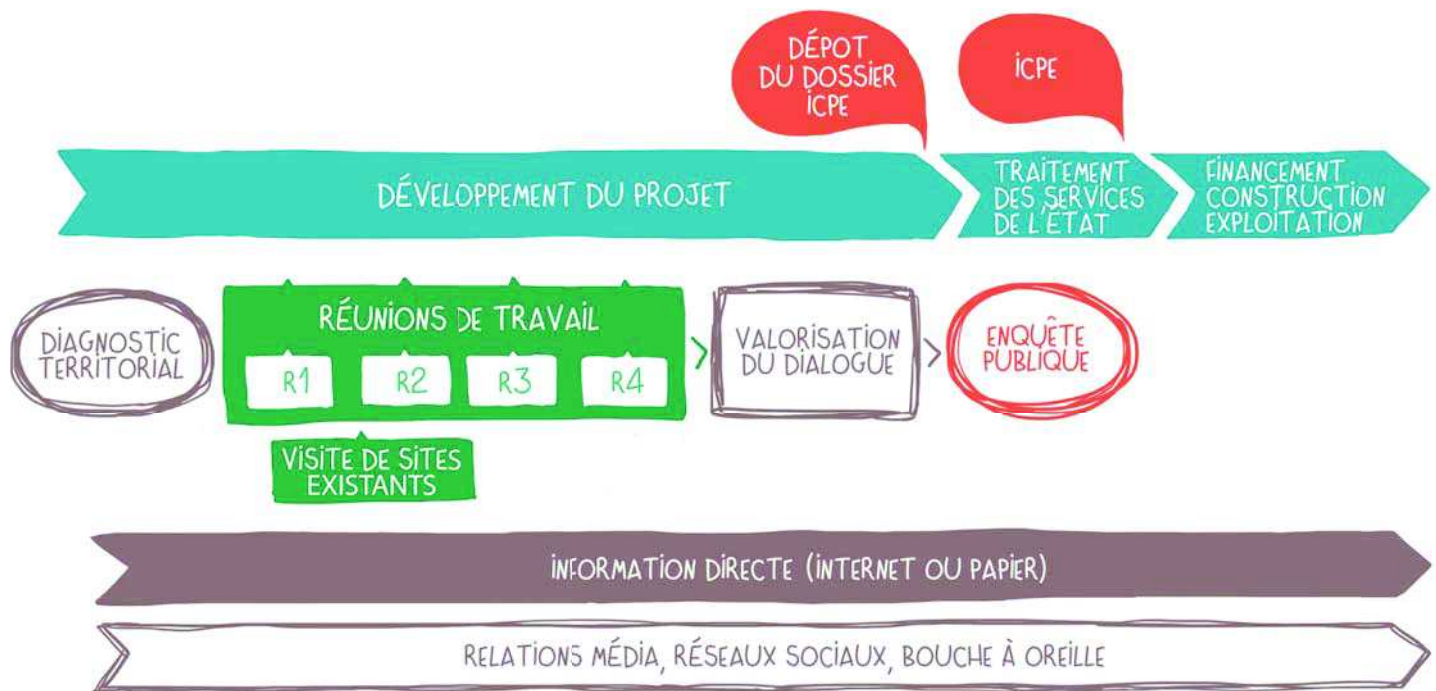 DÉPOT
DU DOSSIER
iCPE
iCPE
DÉVELOPPEMENT DU PROJET
TRAITEMENT
DES SERVICES
DE L'ÉTAT
FINANCEMENT
CONSTRUCTION
EXPLOITATION
DIAGNOSTIC
TERRITORIAL
RÉUNIONS DE TRAVAIL
R1
R2
R3
R4
VISITE DE SITES
EXISTANTS
VALORISATION
DU DIALOGUE
ENQUÊTE
PUBLIQUE
INFORMATION DIRECTE (INTERNET OU PAPIER)
RELATIONS MÉDIA, RÉSEAUX SOCIAUX, BOUCHE À OREILLE